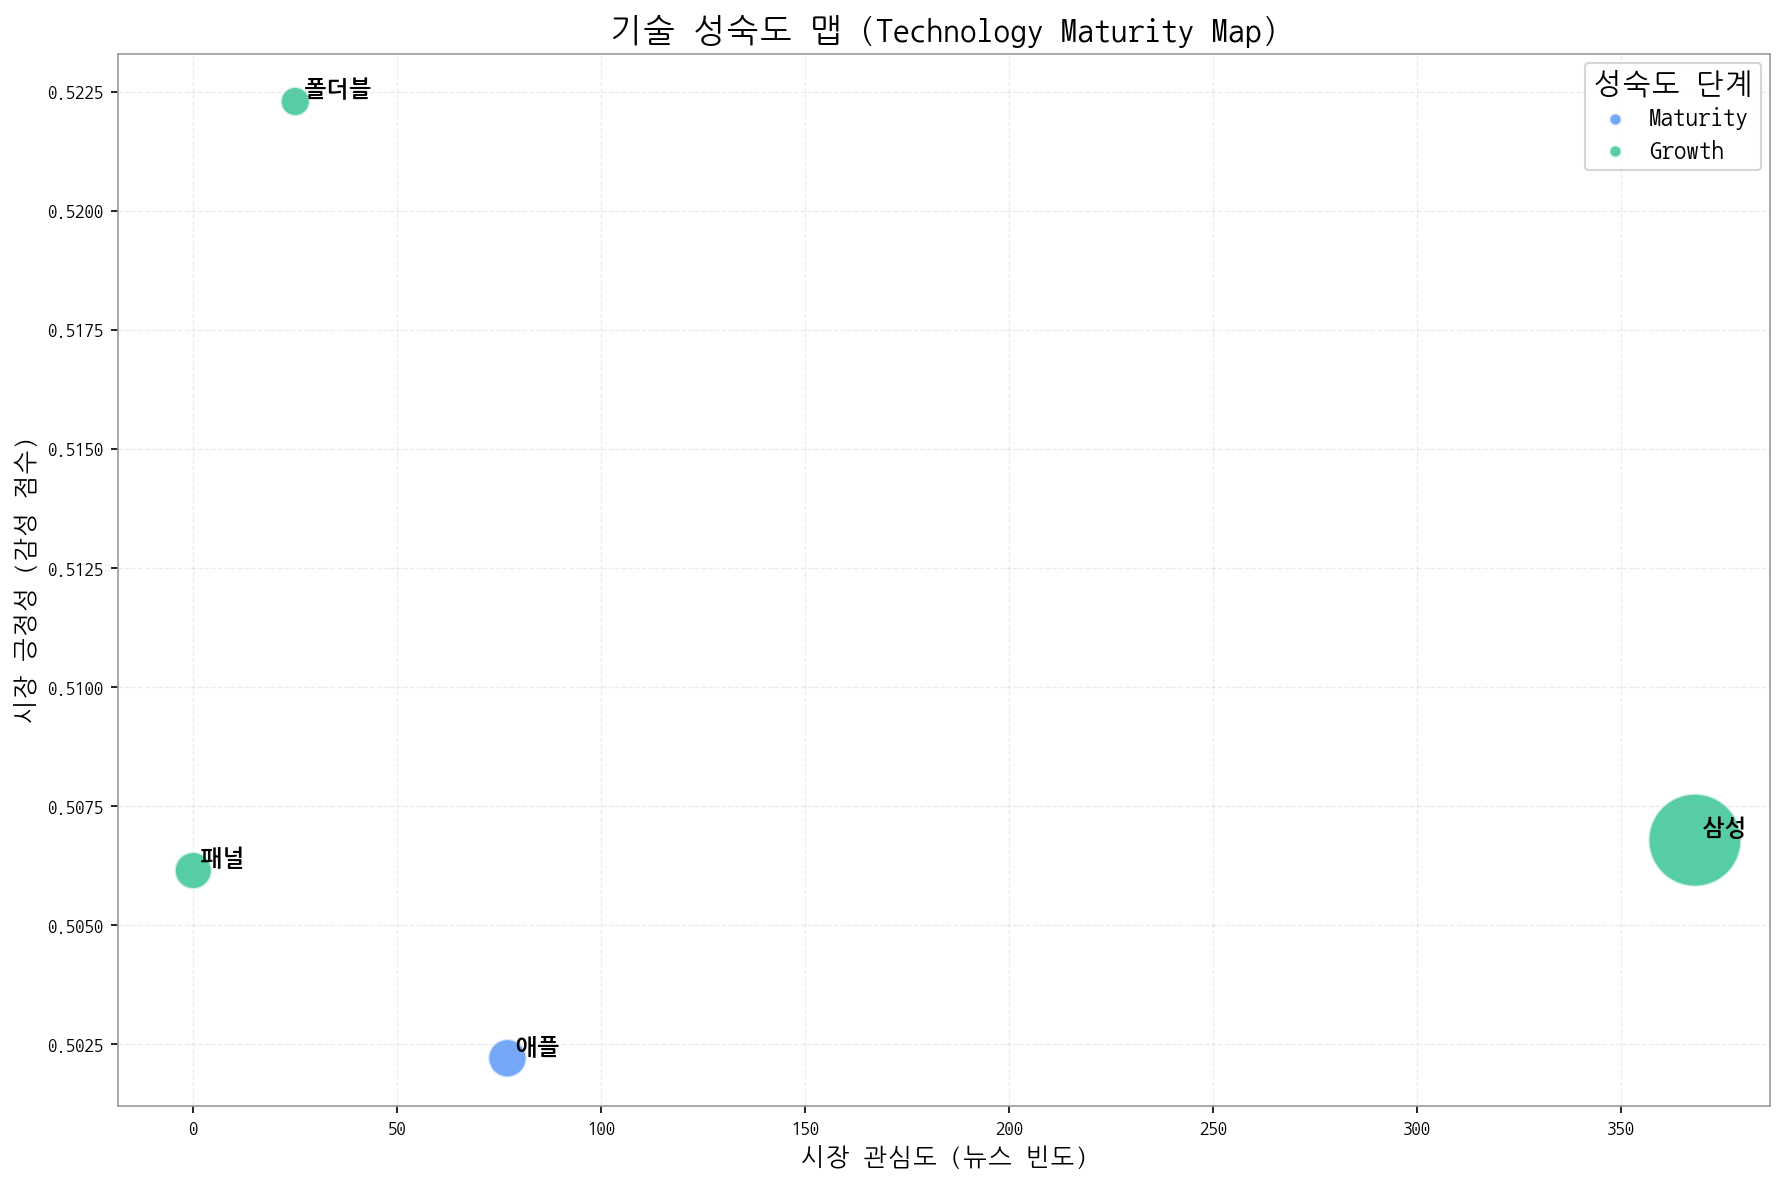 기술 성숙도 맵 (Technology Maturity Map)
성숙도 단계
Maturity
Growth
시장 긍정성 (감성 점수)
0.5225
0.5200
0.5175
0.5150
0.5125
0.5100
0.5075
0.5050
0.5025
폴더블
삼성
패널
애플
0
50
100
150
200
250
300
350
시장 관심도 (뉴스 빈도)